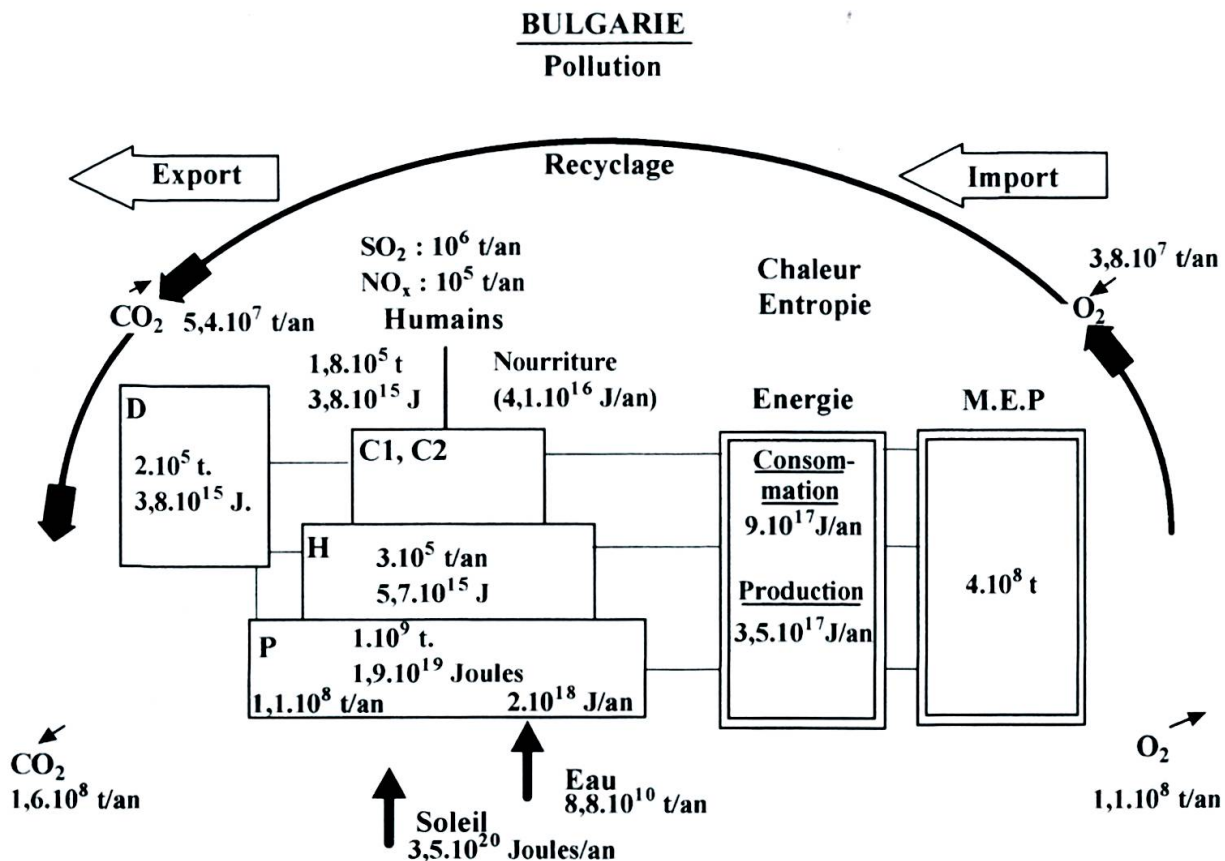 BULGARIE
Pollution
Export
Recyclage
Import
SO₂ : 10⁶ t/an
NOₓ : 10⁵ t/an
Humains
Chaleur
Entropie
3,8.10⁷ t/an
O₂
CO₂ 5,4.10⁷ t/an
1,8.10⁵ t
3,8.10¹⁵ J
Nourriture
(4,1.10¹⁶ J/an)
Energie
M.E.P
D
2.10⁵ t.
3,8.10¹⁵ J.
C1, C2
H
3.10⁵ t/an
5,7.10¹⁵ J
P
1.10⁹ t.
1,9.10¹⁹ Joules
1,1.10⁸ t/an
2.10¹⁸ J/an
Consom-
mation
9.10¹⁷J/an
Production
3,5.10¹⁷J/an
4.10⁸ t
CO₂
1,6.10⁸ t/an
Eau
8,8.10¹⁰ t/an
Soleil
3,5.10²⁰ Joules/an
O₂
1,1.10⁸ t/an